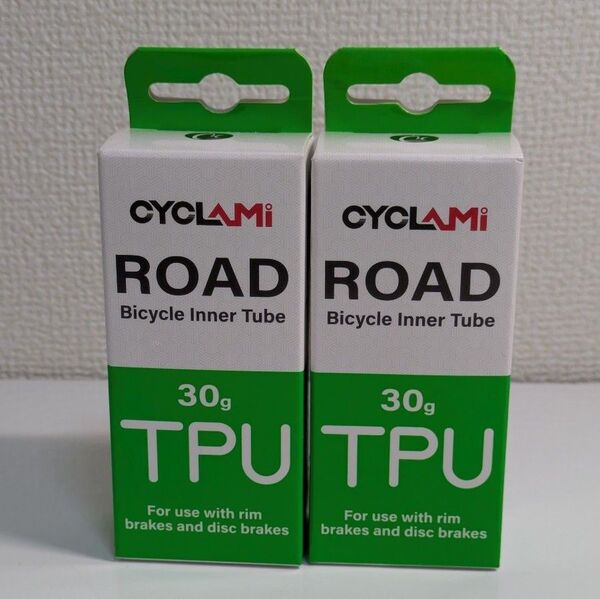 CYCLAMi
ROAD
Bicycle Inner Tube
30g
TPU
For use with rim
brakes and disc brakes
CYCLAMi
ROAD
Bicycle Inner Tube
30g
TPU
For use with rim
brakes and disc brakes